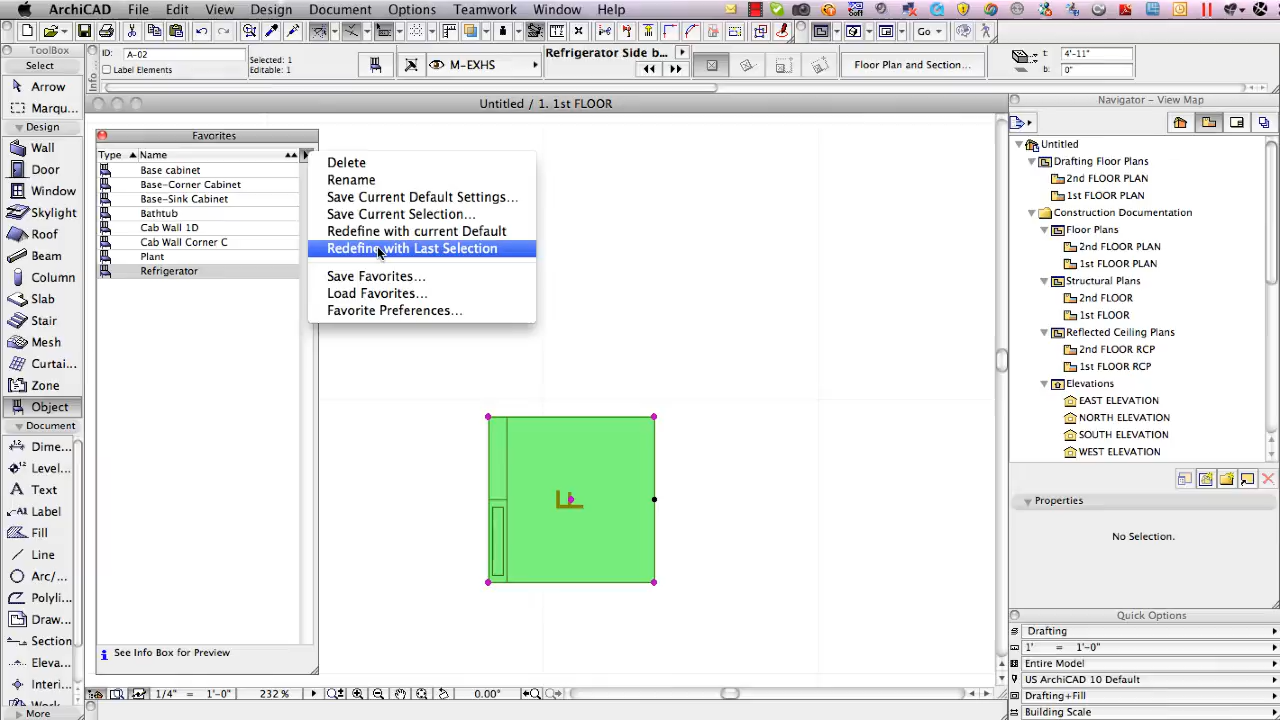 ArchiCAD File Edit View Design Document Options Teamwork Window Help
Go
ID: A-02
Label Elements
Selected: 1
Editable: 1
M-EXHS
Refrigerator Side b...
Floor Plan and Section...
t: 4'-11"
b: 0"
ToolBox
Select
Arrow
Marqu...
Design
Wall
Door
Window
Skylight
Roof
Beam
Column
Slab
Stair
Mesh
Curtai...
Zone
Object
Document
Dime...
Level...
Text
Label
Fill
Line
Arc/...
Polyli...
Draw...
Section
Eleva...
Interi...
More
Untitled / 1. 1st FLOOR
Favorites
Type Name
Base cabinet
Base-Corner Cabinet
Base-Sink Cabinet
Bathtub
Cab Wall 1D
Cab Wall Corner C
Plant
Refrigerator
See Info Box for Preview
Delete
Rename
Save Current Default Settings...
Save Current Selection...
Redefine with current Default
Redefine with Last Selection
Save Favorites...
Load Favorites...
Favorite Preferences...
F
1/4" = 1'-0"
232 %
0.00°
Navigator - View Map
Untitled
Drafting Floor Plans
2nd FLOOR PLAN
1st FLOOR PLAN
Construction Documentation
Floor Plans
2nd FLOOR PLAN
1st FLOOR PLAN
Structural Plans
2nd FLOOR
1st FLOOR
Reflected Ceiling Plans
2nd FLOOR RCP
1st FLOOR RCP
Elevations
EAST ELEVATION
NORTH ELEVATION
SOUTH ELEVATION
WEST ELEVATION
Properties
No Selection.
Quick Options
Drafting
1' = 1'-0"
Entire Model
US ArchiCAD 10 Default
Drafting+Fill
Building Scale